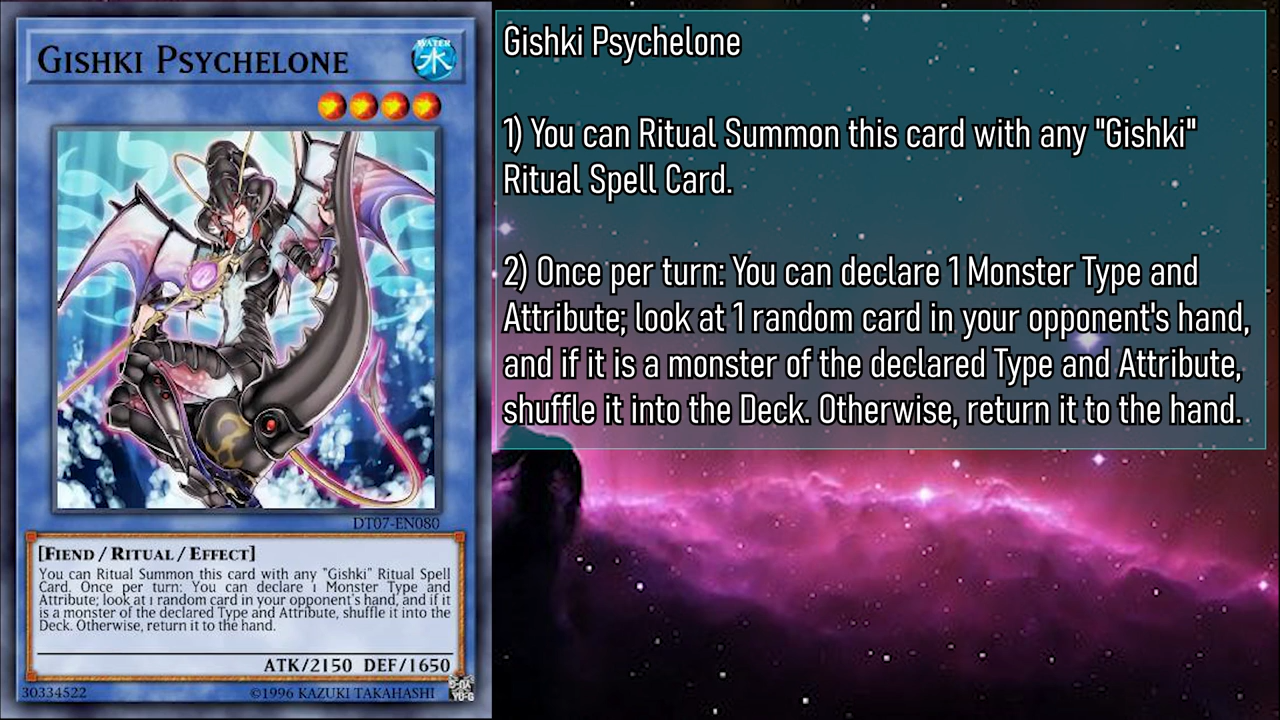 GISHKI PSYCHELONE
WATER
水
DT07-EN080
[FIEND / RITUAL / EFFECT]
You can Ritual Summon this card with any "Gishki" Ritual Spell
Card. Once per turn: You can declare 1 Monster Type and
Attribute; look at 1 random card in your opponent's hand, and if it
is a monster of the declared Type and Attribute, shuffle it into the
Deck. Otherwise, return it to the hand.
ATK/2150 DEF/1650
30334522
©1996 KAZUKI TAKAHASHI
Gishki Psychelone
1) You can Ritual Summon this card with any "Gishki"
Ritual Spell Card.
2) Once per turn: You can declare 1 Monster Type and
Attribute; look at 1 random card in your opponent's hand,
and if it is a monster of the declared Type and Attribute,
shuffle it into the Deck. Otherwise, return it to the hand.